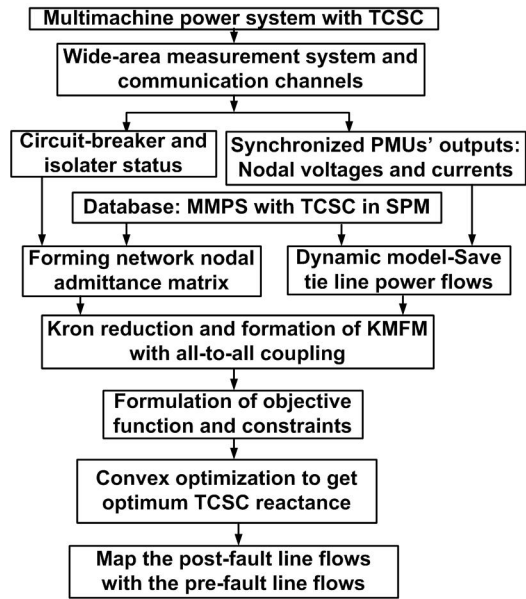 Multimachine power system with TCSC
Wide-area measurement system and
communication channels
Circuit-breaker and
isolater status
Synchronized PMUs' outputs:
Nodal voltages and currents
Database: MMPS with TCSC in SPM
Forming network nodal
admittance matrix
Dynamic model-Save
tie line power flows
Kron reduction and formation of KMFM
with all-to-all coupling
Formulation of objective
function and constraints
Convex optimization to get
optimum TCSC reactance
Map the post-fault line flows
with the pre-fault line flows